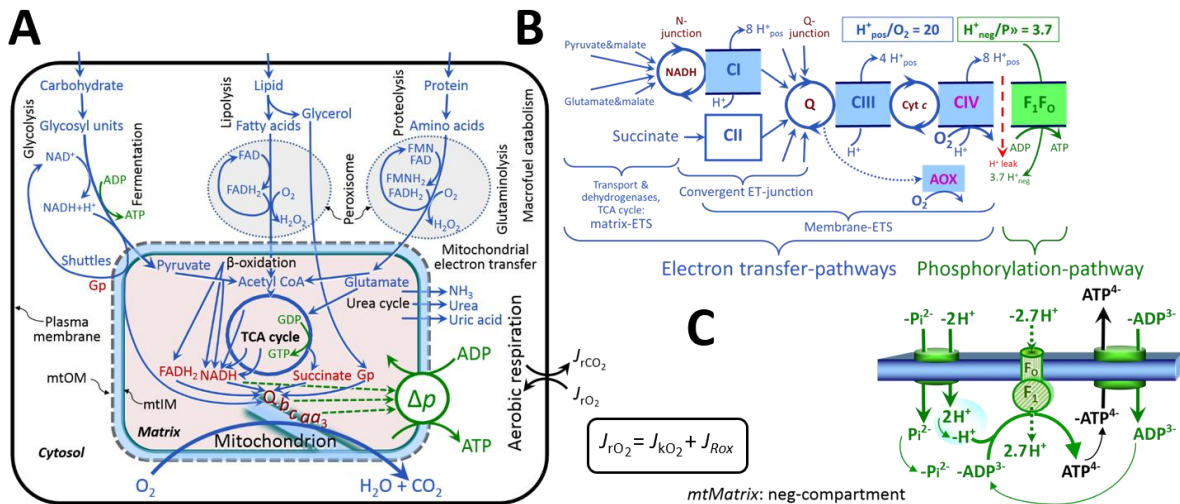 A
Carbohydrate
Lipid
Protein
Glycolysis
Lipolysis
Proteolysis
Glycerol
Glycosyl units
Fatty acids
Amino acids
Fermentation
NAD⁺
ADP
NADH+H⁺
ATP
FAD
FADH₂
O₂
H₂O₂
Peroxisome
FMN
FAD
FMNH₂
FADH₂
O₂
H₂O₂
Glutaminolysis
Macrofuel catabolism
Shuttles
Gp
Pyruvate
β-oxidation
Acetyl CoA
Glutamate
Mitochondrial
electron transfer
Urea cycle
NH₃
Urea
Uric acid
Plasma
membrane
TCA cycle
GDP
GTP
FADH₂
NADH
Succinate
Gp
mtOM
mtIM
Q b c aa₃
Δp
ADP
ATP
Matrix
Mitochondrion
Cytosol
O₂
H₂O + CO₂
Aerobic respiration
JrCO₂
JrO₂
JrO₂ = JkO₂ + JRox
B
N-
junction
Q-
junction
8 H⁺pos
H⁺pos/O₂ = 20
H⁺neg/P» = 3.7
Pyruvate&malate
Glutamate&malate
NADH
CI
H⁺
Succinate
CII
Q
4 H⁺pos
CIII
H⁺
Cyt c
8 H⁺pos
CIV
O₂
H⁺
H⁺ leak
F₁FO
ADP
ATP
3.7 H⁺neg
AOX
O₂
Transport &
dehydrogenases,
TCA cycle:
matrix-ETS
Convergent ET-junction
Membrane-ETS
Electron transfer-pathways
Phosphorylation-pathway
C
-Pi²⁻
-2H⁺
-2.7H⁺
ATP⁴⁻
-ADP³⁻
FO
F₁
2H⁺
-H⁺
Pi²⁻
-Pi²⁻
-ADP³⁻
2.7H⁺
ATP⁴⁻
-ATP⁴⁻
ADP³⁻
mtMatrix: neg-compartment